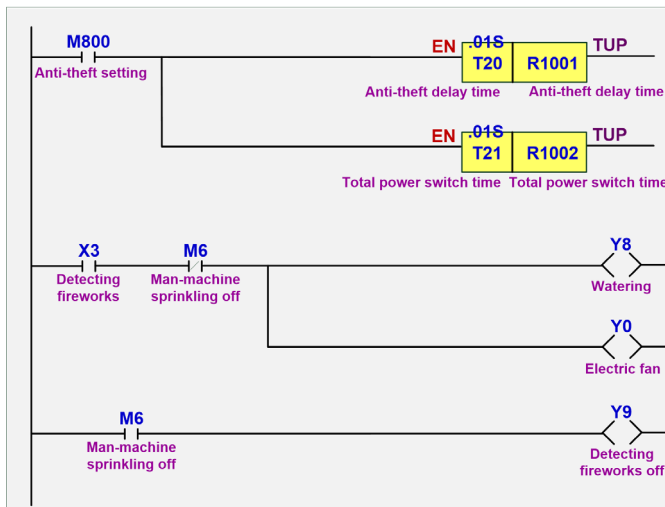 M800
EN .01S TUP
T20 R1001
Anti-theft setting
Anti-theft delay time Anti-theft delay time
EN .01S TUP
T21 R1002
Total power switch time Total power switch time
X3 M6 Y8
Detecting
fireworks
Man-machine
sprinkling off
Watering
Y0
Electric fan
M6 Y9
Man-machine
sprinkling off
Detecting
fireworks off